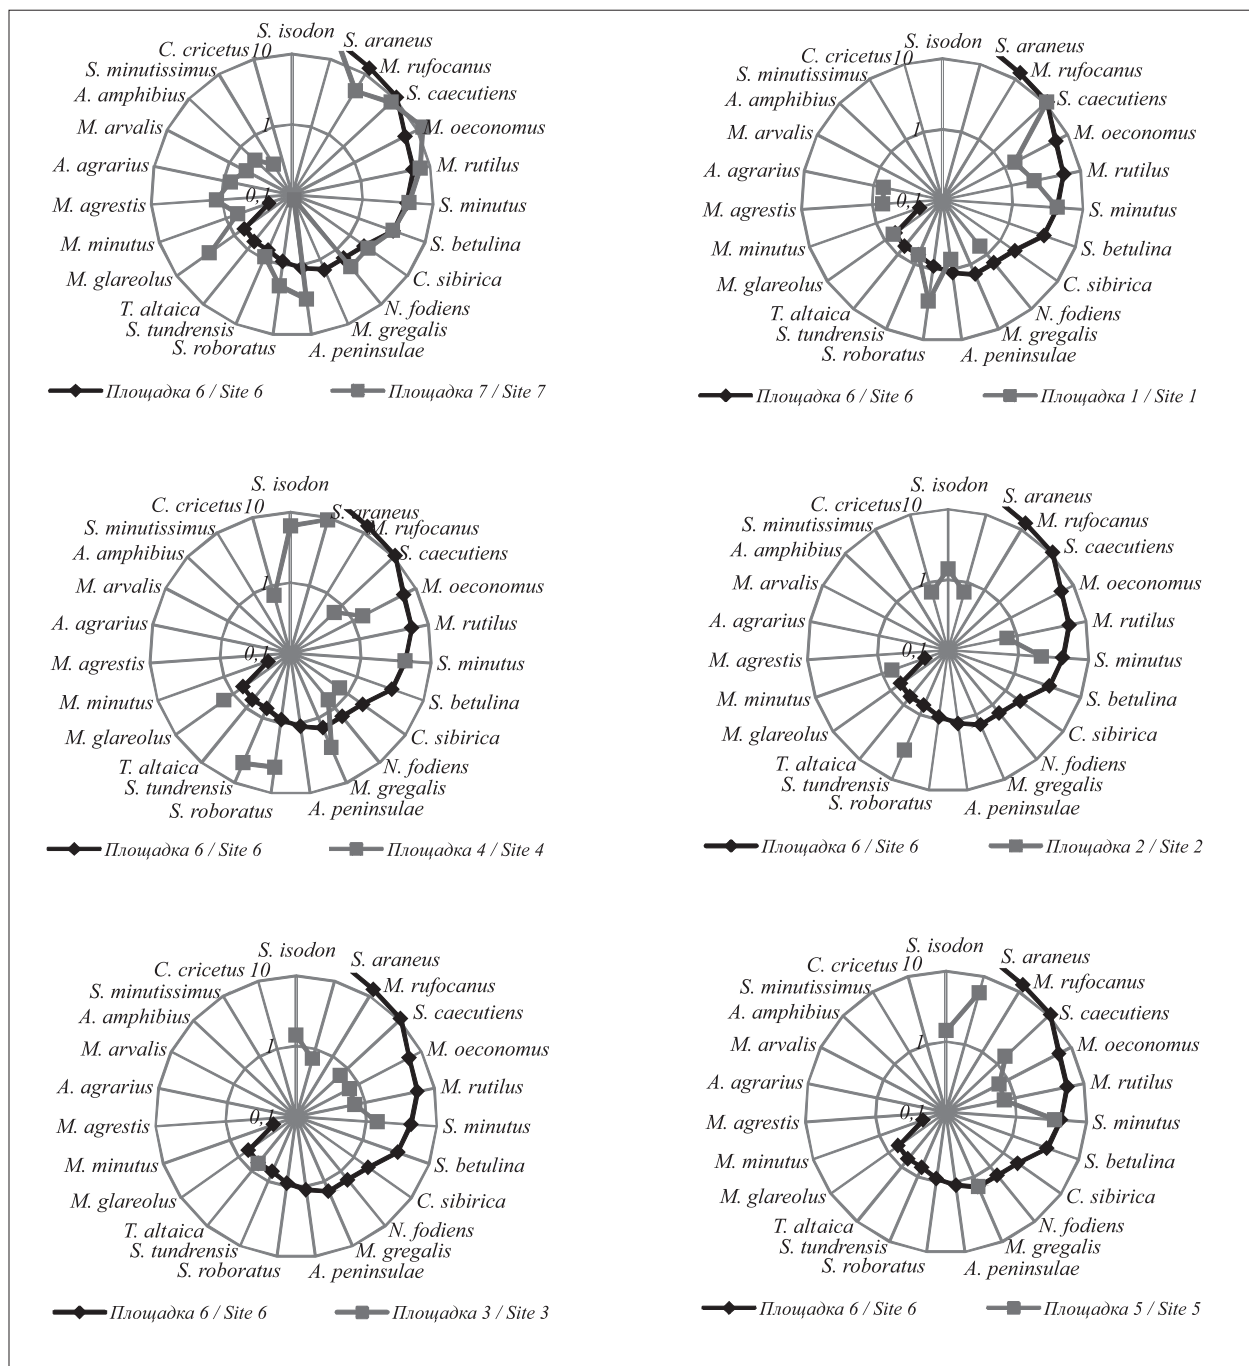 S. isodon
C. cricetus 10
S. araneus
S. minutissimus
M. rufocanus
A. amphibius
S. caecutiens
M. arvalis
1
M. oeconomus
A. agrarius
M. rutilus
M. agrestis
0,1
S. minutus
M. minutus
S. betulina
M. glareolus
C. sibirica
T. altaica
N. fodiens
S. tundrensis
M. gregalis
S. roboratus
A. peninsulae
Площадка 6 / Site 6
Площадка 7 / Site 7
S. isodon
C. cricetus 10
S. araneus
S. minutissimus
M. rufocanus
A. amphibius
S. caecutiens
M. arvalis
1
M. oeconomus
A. agrarius
M. rutilus
M. agrestis
0,1
S. minutus
M. minutus
S. betulina
M. glareolus
C. sibirica
T. altaica
N. fodiens
S. tundrensis
M. gregalis
S. roboratus
A. peninsulae
Площадка 6 / Site 6
Площадка 1 / Site 1
S. isodon
C. cricetus 10
S. araneus
S. minutissimus
M. rufocanus
A. amphibius
S. caecutiens
M. arvalis
1
M. oeconomus
A. agrarius
M. rutilus
M. agrestis
0,1
S. minutus
M. minutus
S. betulina
M. glareolus
C. sibirica
T. altaica
N. fodiens
S. tundrensis
M. gregalis
S. roboratus
A. peninsulae
Площадка 6 / Site 6
Площадка 4 / Site 4
S. isodon
C. cricetus 10
S. araneus
S. minutissimus
M. rufocanus
A. amphibius
S. caecutiens
M. arvalis
1
M. oeconomus
A. agrarius
M. rutilus
M. agrestis
0,1
S. minutus
M. minutus
S. betulina
M. glareolus
C. sibirica
T. altaica
N. fodiens
S. tundrensis
M. gregalis
S. roboratus
A. peninsulae
Площадка 6 / Site 6
Площадка 2 / Site 2
S. isodon
C. cricetus 10
S. araneus
S. minutissimus
M. rufocanus
A. amphibius
S. caecutiens
M. arvalis
1
M. oeconomus
A. agrarius
M. rutilus
M. agrestis
0,1
S. minutus
M. minutus
S. betulina
M. glareolus
C. sibirica
T. altaica
N. fodiens
S. tundrensis
M. gregalis
S. roboratus
A. peninsulae
Площадка 6 / Site 6
Площадка 3 / Site 3
S. isodon
C. cricetus 10
S. araneus
S. minutissimus
M. rufocanus
A. amphibius
S. caecutiens
M. arvalis
1
M. oeconomus
A. agrarius
M. rutilus
M. agrestis
0,1
S. minutus
M. minutus
S. betulina
M. glareolus
C. sibirica
T. altaica
N. fodiens
S. tundrensis
M. gregalis
S. roboratus
A. peninsulae
Площадка 6 / Site 6
Площадка 5 / Site 5